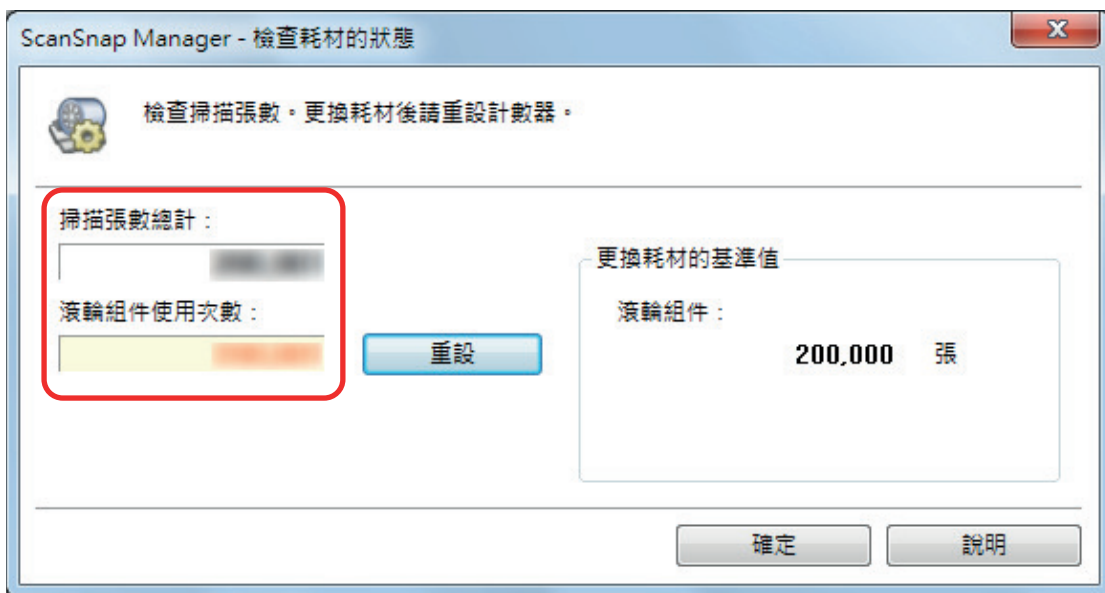 ScanSnap Manager - 檢查耗材的狀態
檢查掃描張數。更換耗材後請重設計數器。
掃描張數總計：
滾輪組件使用次數：
重設
更換耗材的基準值
滾輪組件：
200,000 張
確定
說明